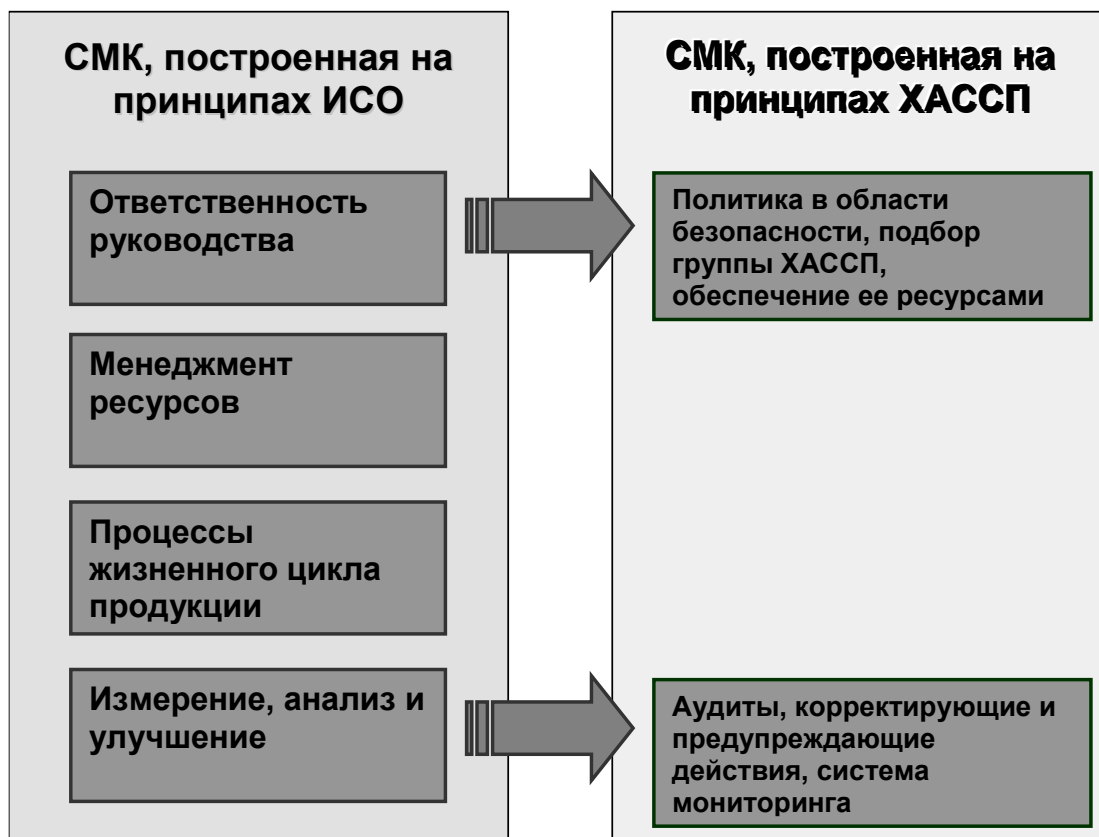 СМК, построенная на
принципах ИСО
Ответственность
руководства
Менеджмент
ресурсов
Процессы
жизненного цикла
продукции
Измерение, анализ и
улучшение
СМК, построенная на
принципах ХАССП
Политика в области
безопасности, подбор
группы ХАССП,
обеспечение ее ресурсами
Аудиты, корректирующие и
предупреждающие
действия, система
мониторинга